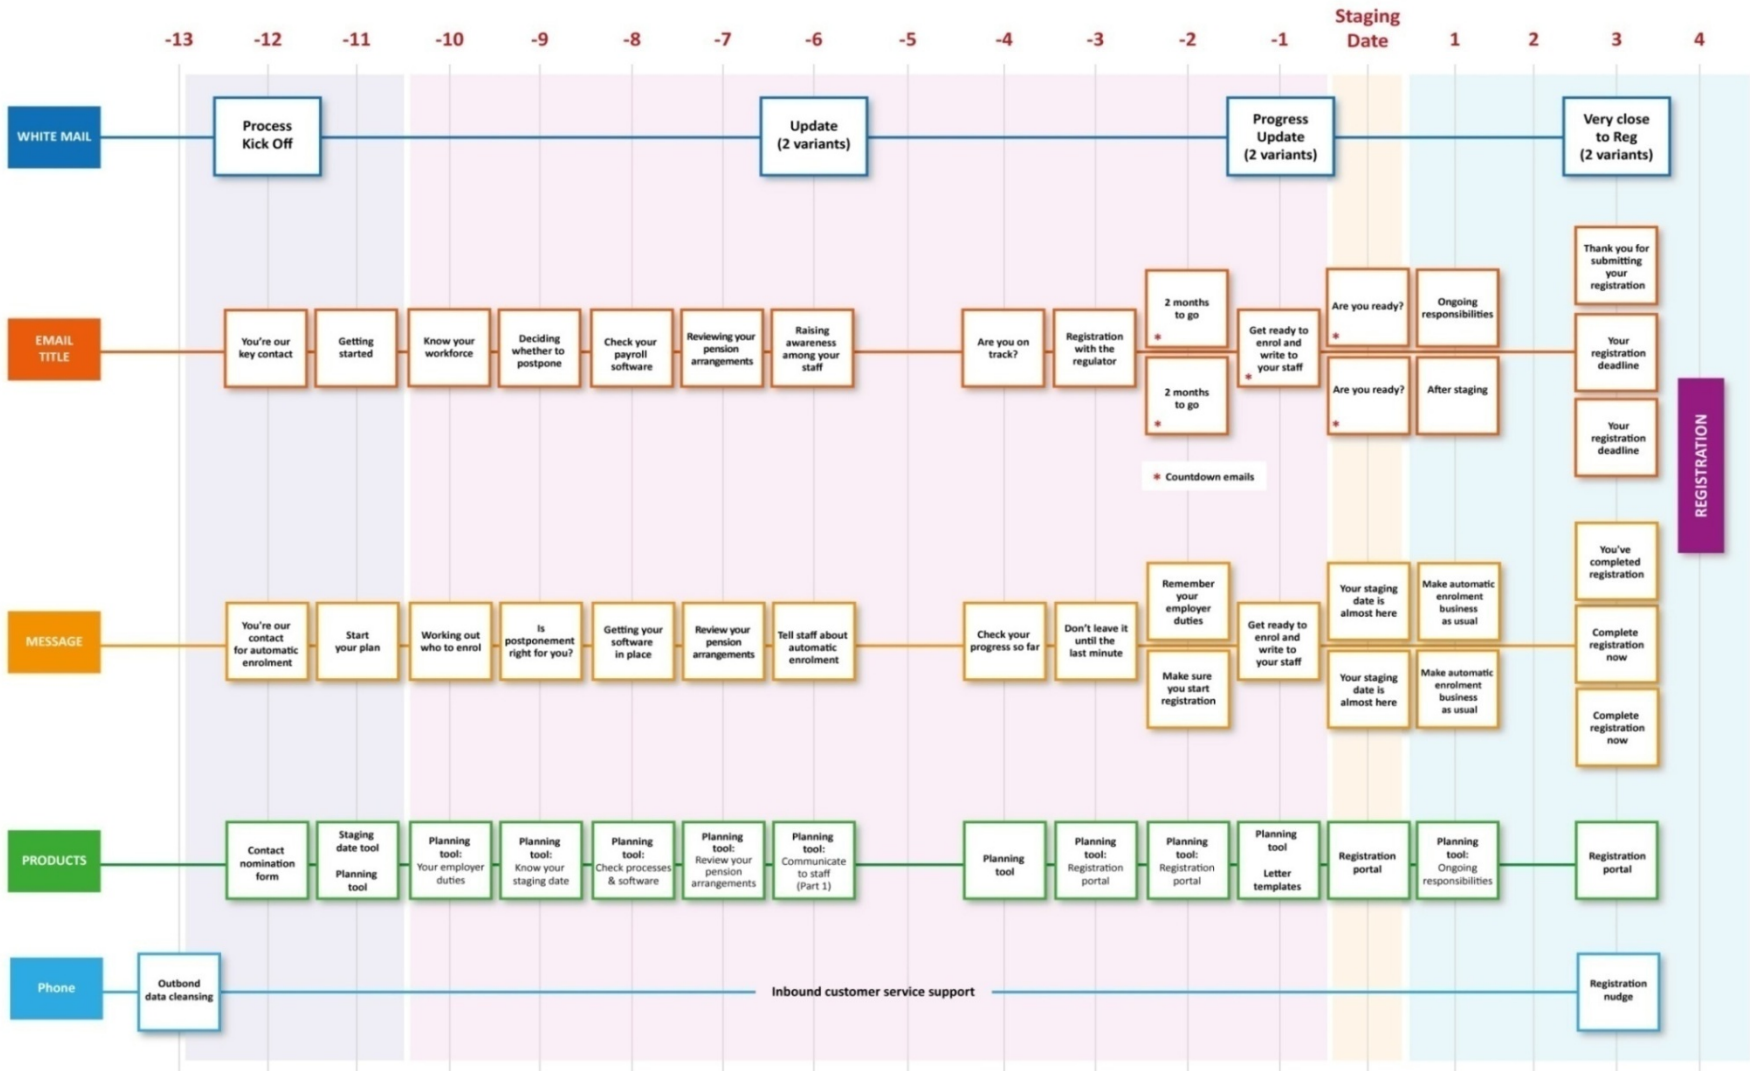 Staging
Date
-13 -12 -11 -10 -9 -8 -7 -6 -5 -4 -3 -2 -1 1 2 3 4
WHITE MAIL
Process
Kick Off
Update
(2 variants)
Progress
Update
(2 variants)
Very close
to Reg
(2 variants)
EMAIL
TITLE
You're our
key contact
Getting
started
Know your
workforce
Deciding
whether to
postpone
Check your
payroll
software
Reviewing your
pension
arrangements
Raising
awareness
among your
staff
Are you on
track?
Registration
with the
regulator
2 months
to go
*
2 months
to go
*
Get ready to
enrol and
write to
your staff
*
Are you ready?
*
Are you ready?
*
Ongoing
responsibilities
After staging
Thank you for
submitting
your
registration
Your
registration
deadline
Your
registration
deadline
* Countdown emails
REGISTRATION
MESSAGE
You're our
contact
for automatic
enrolment
Start
your plan
Working out
who to enrol
Is
postponement
right for you?
Getting your
software
in place
Review your
pension
arrangements
Tell staff about
automatic
enrolment
Check your
progress so far
Don't leave it
until the
last minute
Remember
your
employer
duties
Make sure
you start
registration
Get ready to
enrol and
write to
your staff
Your staging
date is
almost here
Your staging
date is
almost here
Make automatic
enrolment
business
as usual
Make automatic
enrolment
business
as usual
You've
completed
registration
Complete
registration
now
Complete
registration
now
PRODUCTS
Contact
nomination
form
Staging
date tool
Planning
tool
Planning
tool:
Your employer
duties
Planning
tool:
Know your
staging date
Planning
tool:
Check processes
& software
Planning
tool:
Review your
pension
arrangements
Planning
tool:
Communicate
to staff
(Part 1)
Planning
tool
Planning
tool:
Registration
portal
Planning
tool:
Registration
portal
Planning
tool
Letter
templates
Registration
portal
Planning
tool:
Ongoing
responsibilities
Registration
portal
Phone
Outbond
data cleansing
Inbound customer service support
Registration
nudge